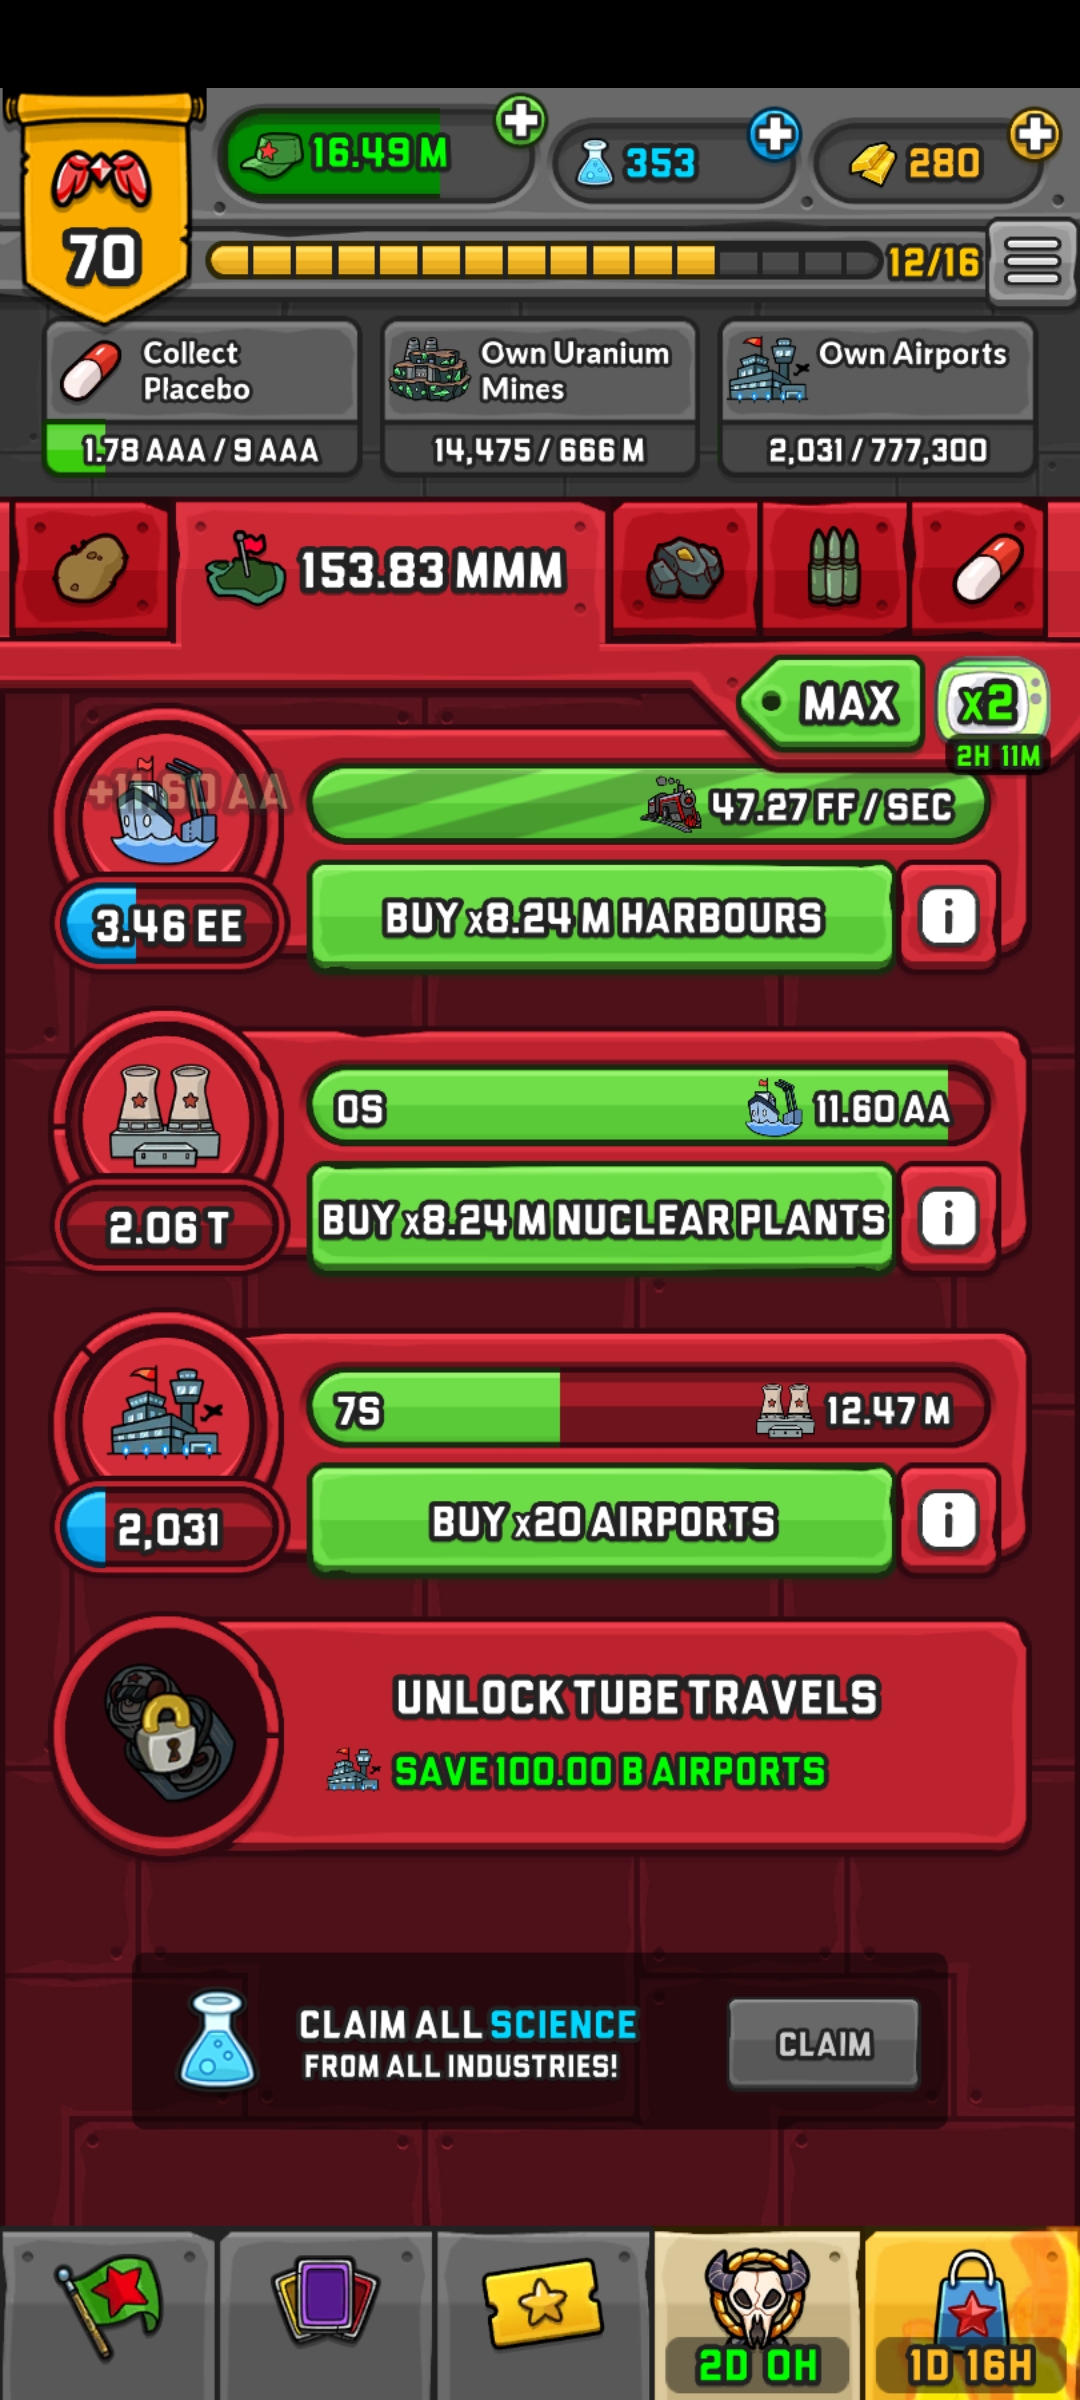 16.49 M
353
280
70
12/16
Collect
Placebo
Own Uranium
Mines
Own Airports
1.78 AAA / 9 AAA
14,475 / 666 M
2,031 / 777,300
153.83 MMM
MAX
x2
2H 11M
+11.60 AA
47.27 FF / SEC
3.46 EE
BUY x8.24 M HARBOURS
i
0S
11.60 AA
2.06 T
BUY x8.24 M NUCLEAR PLANTS
i
7S
12.47 M
2,031
BUY x20 AIRPORTS
i
UNLOCK TUBE TRAVELS
SAVE 100.00 B AIRPORTS
CLAIM ALL SCIENCE
FROM ALL INDUSTRIES!
CLAIM
2D 0H
1D 16H